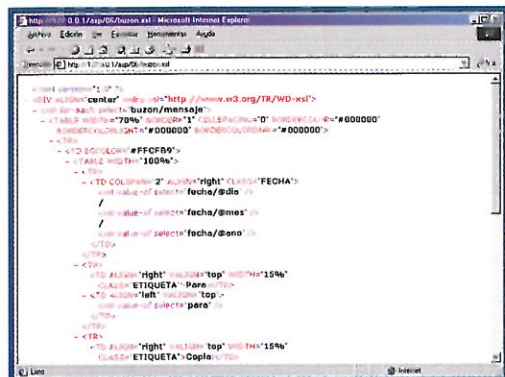 0.0.1/asp/06/buzon.xsl - Microsoft Internet Explorer
Archivo Edición Ver Favoritos Herramientas Ayuda
Dirección
<?xml version="1.0" ?>
- <DIV ALIGN="center" xmlns:xsl="http://www.w3.org/TR/WD-xsl">
- <xsl:for-each select="buzon/mensaje">
- <TABLE WIDTH="70%" BORDER="1" CELLSPACING="0" BORDERCOLOR="#000000"
BORDERCOLORLIGHT="#000000" BORDERCOLORDARK="#000000">
- <TR>
- <TD BGCOLOR="#FFCFB9">
- <TABLE WIDTH="100%">
- <TR>
- <TD COLSPAN="2" ALIGN="right" CLASS="FECHA">
<xsl:value-of select="fecha/@dia" />
/
<xsl:value-of select="fecha/@mes" />
/
<xsl:value-of select="fecha/@ano" />
</TD>
</TR>
- <TR>
<TD ALIGN="right" VALIGN="top" WIDTH="15%"
CLASS="ETIQUETA">Para</TD>
- <TD ALIGN="left" VALIGN="top">
<xsl:value-of select="para" />
</TD>
</TR>
- <TR>
<TD ALIGN="right" VALIGN="top" WIDTH="15%"
CLASS="ETIQUETA">Copia</TD>
Listo Internet